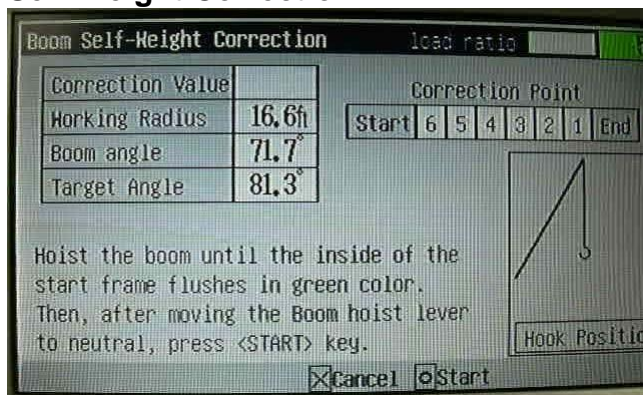 Boom Self-Weight Correction
load ratio
Correction Value
Working Radius 16.6ft
Boom angle 71.7°
Target Angle 81.3°
Correction Point
Start 6 5 4 3 2 1 End
Hoist the boom until the inside of the
start frame flushes in green color.
Then, after moving the Boom hoist lever
to neutral, press <START> key.
Hook Positio
Cancel Start